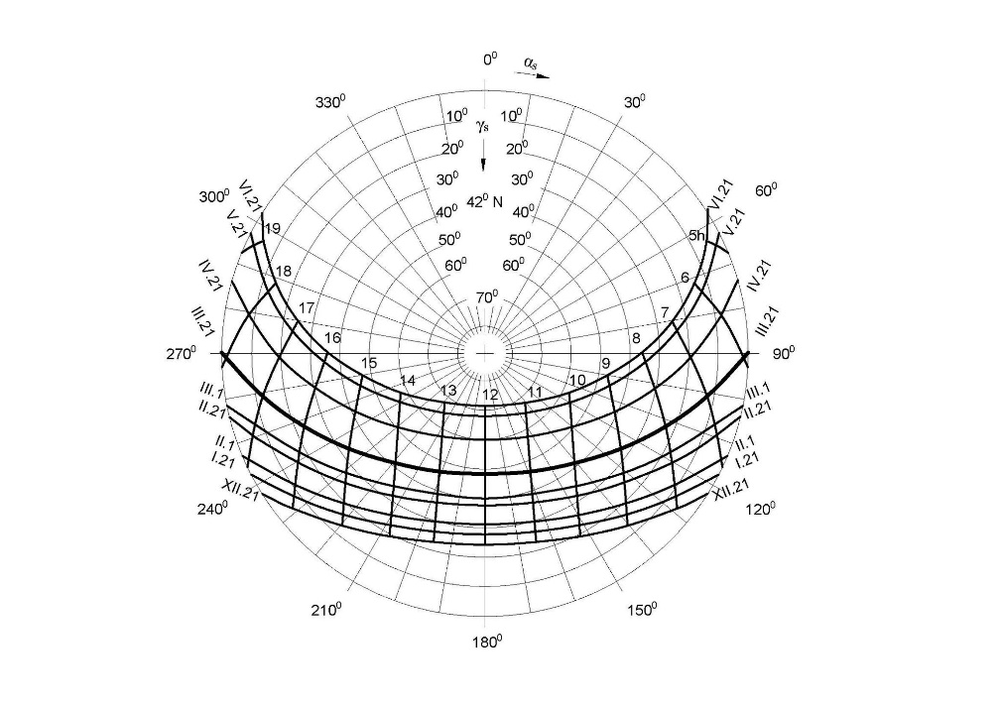 0⁰ αₛ
330⁰ 30⁰
10⁰ 10⁰
γₛ
20⁰ 20⁰
30⁰ 30⁰
300⁰ VI.21 VI.21 60⁰
42⁰ N
40⁰ 40⁰
V.21 V.21
19 5h
50⁰ 50⁰
60⁰ 60⁰
IV.21 18 6 IV.21
70⁰
III.21 17 7 III.21
16 8
270⁰ 90⁰
15 9
14 10
III.1 13 12 11 III.1
II.21 II.21
II.1 II.1
I.21 I.21
XII.21 XII.21
240⁰ 120⁰
210⁰ 150⁰
180⁰